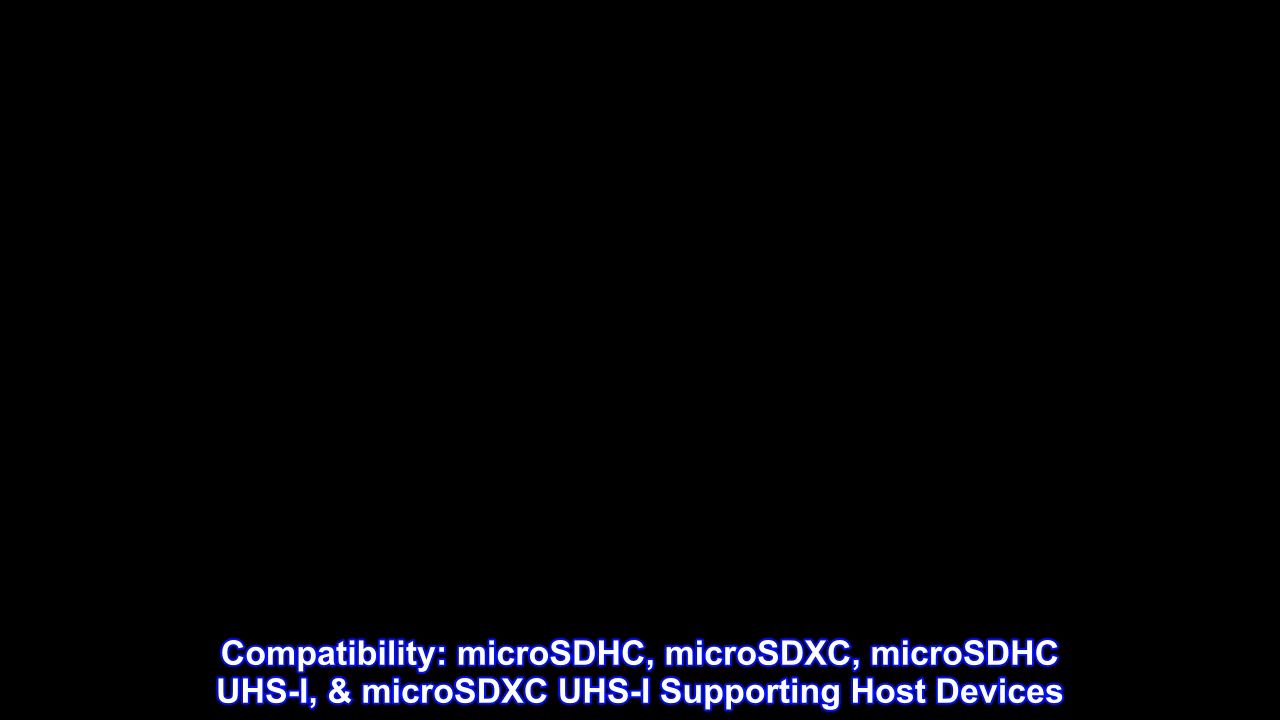 Compatibility: microSDHC, microSDXC, microSDHC
UHS-I, & microSDXC UHS-I Supporting Host Devices